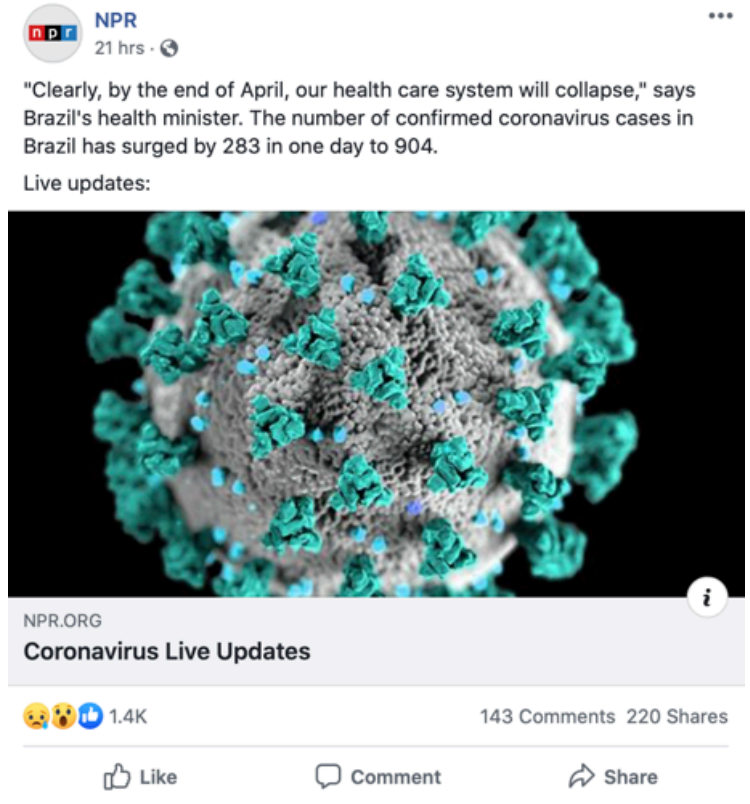 npr
NPR
21 hrs ·
"Clearly, by the end of April, our health care system will collapse," says
Brazil's health minister. The number of confirmed coronavirus cases in
Brazil has surged by 283 in one day to 904.
Live updates:
i
NPR.ORG
Coronavirus Live Updates
1.4K 143 Comments 220 Shares
Like Comment Share